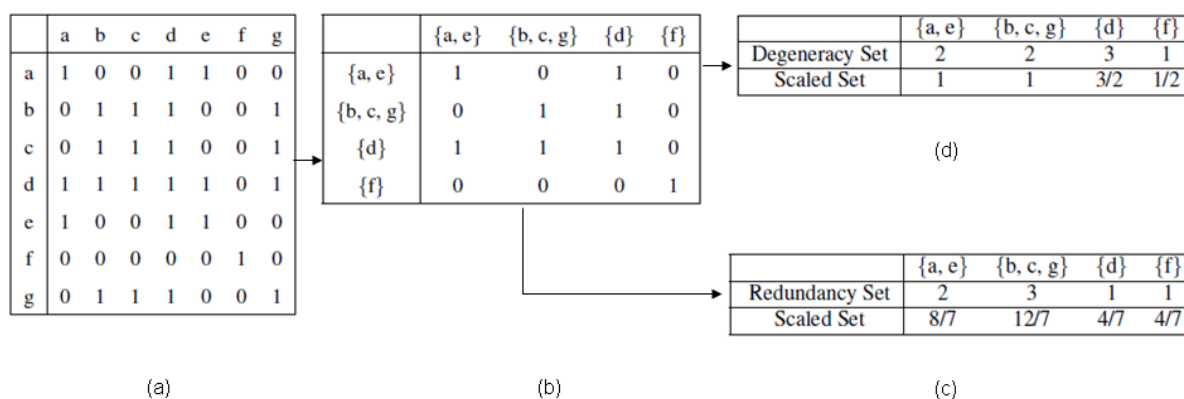 a b c d e f g
a 1 0 0 1 1 0 0
b 0 1 1 1 0 0 1
c 0 1 1 1 0 0 1
d 1 1 1 1 1 0 1
e 1 0 0 1 1 0 0
f 0 0 0 0 0 1 0
g 0 1 1 1 0 0 1
(a)
{a, e} {b, c, g} {d} {f}
{a, e} 1 0 1 0
{b, c, g} 0 1 1 0
{d} 1 1 1 0
{f} 0 0 0 1
(b)
{a, e} {b, c, g} {d} {f}
Degeneracy Set 2 2 3 1
Scaled Set 1 1 3/2 1/2
(d)
{a, e} {b, c, g} {d} {f}
Redundancy Set 2 3 1 1
Scaled Set 8/7 12/7 4/7 4/7
(c)